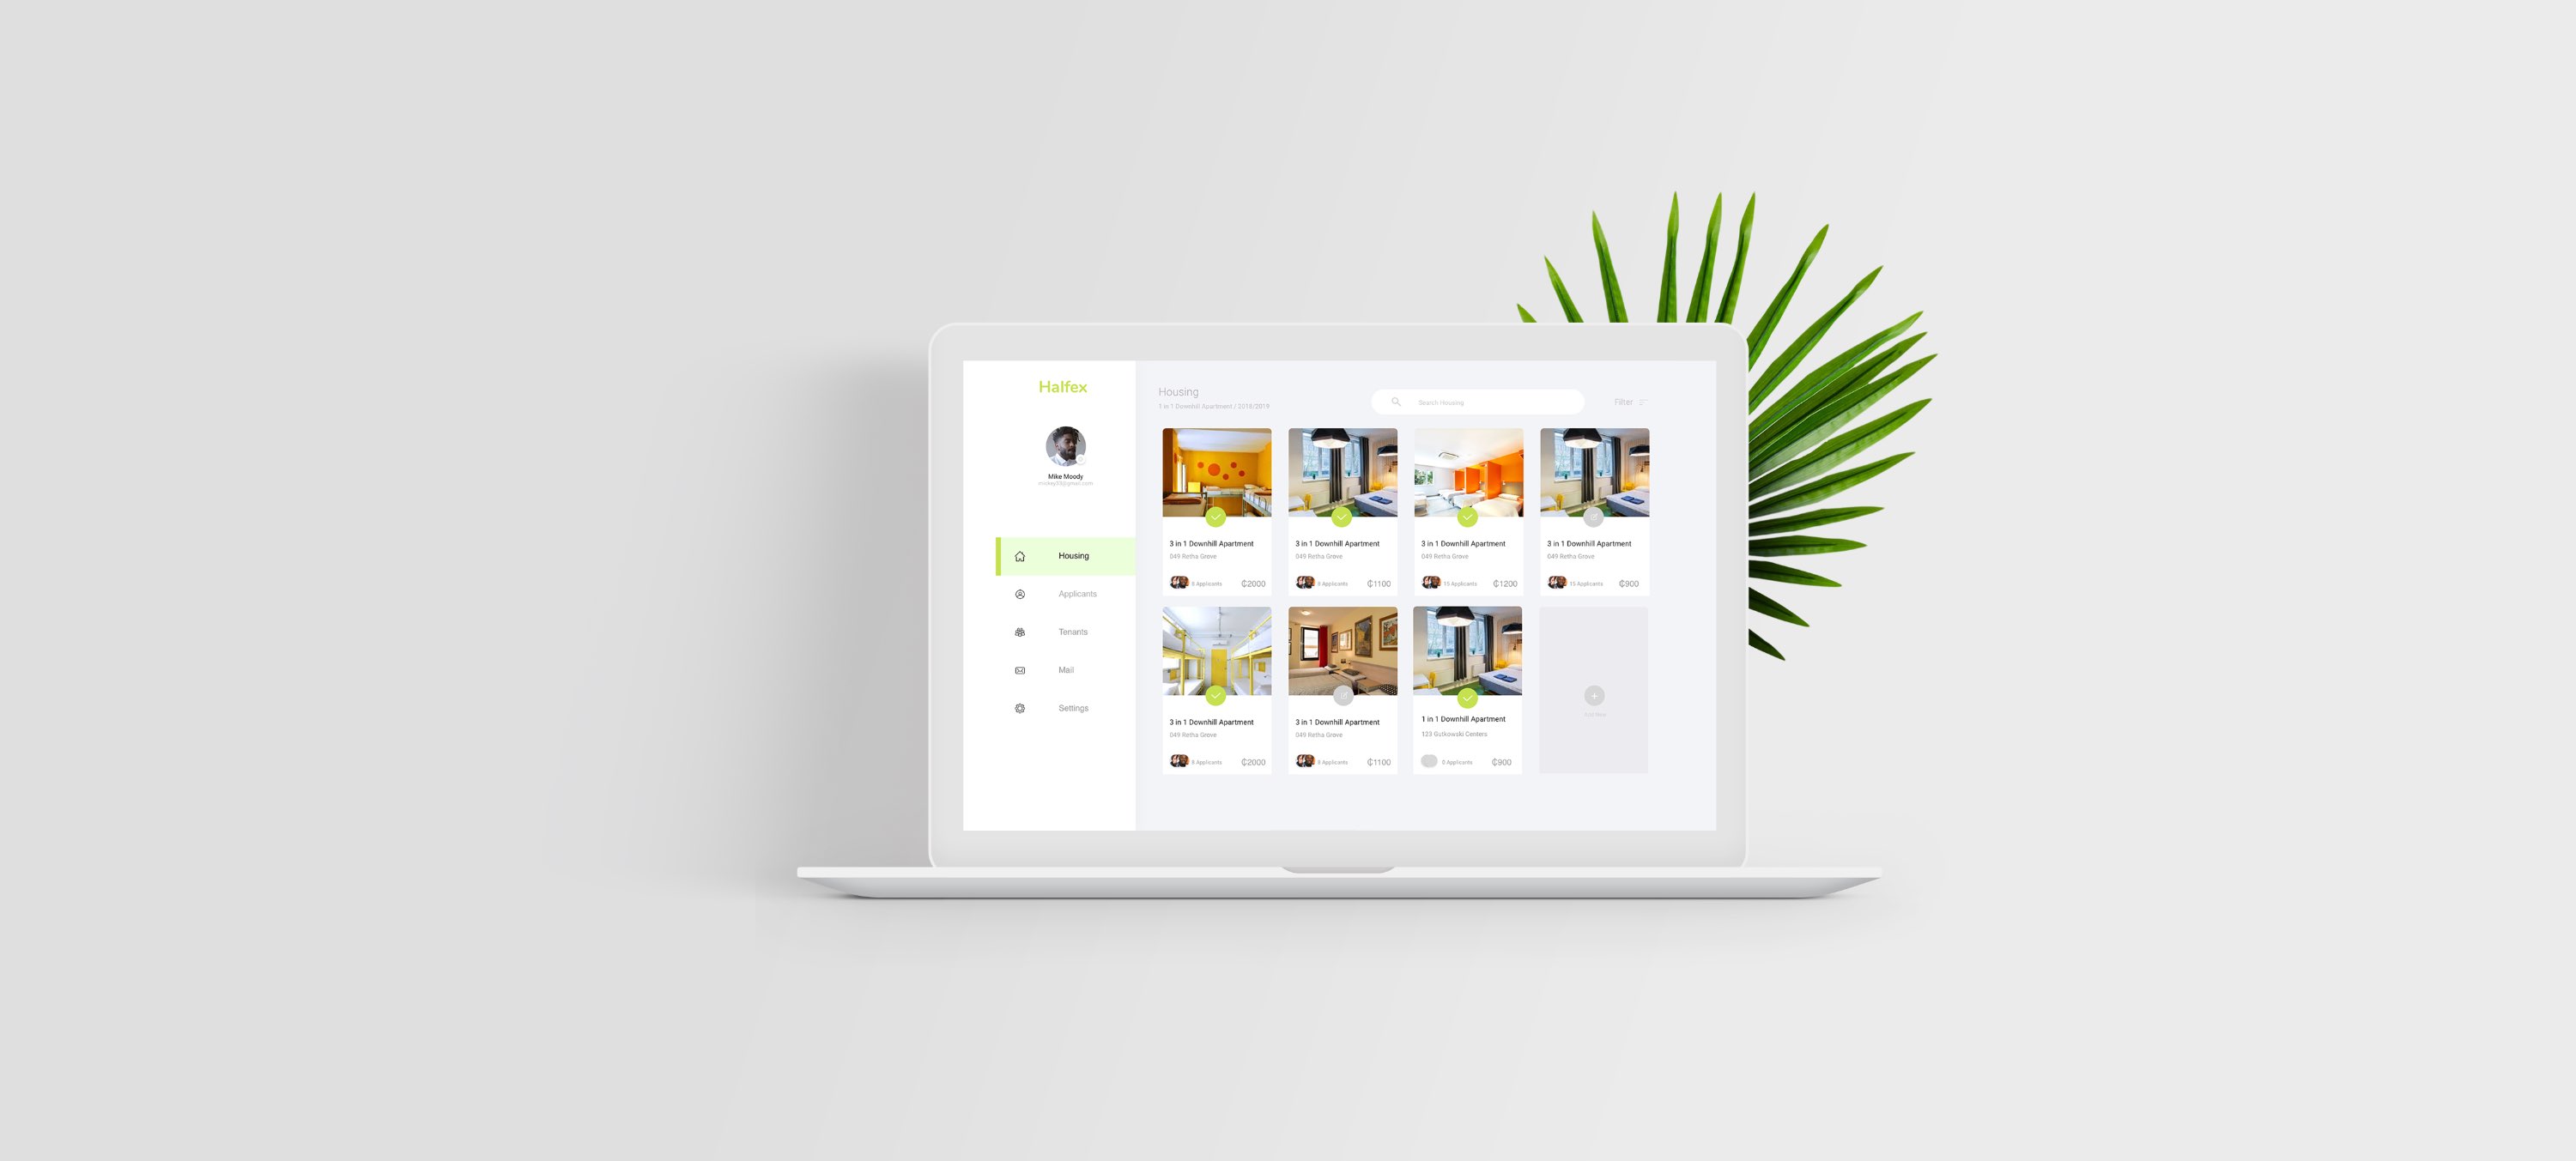 Halfex
Mike Moody
Housing
Applicants
Tenants
Mail
Settings
Housing
1 in 1 Downhill Apartment / 2018/2019
Search Housing
Filter
3 in 1 Downhill Apartment
049 Retha Grove
8 Applicants ₵2000
3 in 1 Downhill Apartment
049 Retha Grove
8 Applicants ₵1100
3 in 1 Downhill Apartment
049 Retha Grove
15 Applicants ₵1200
3 in 1 Downhill Apartment
049 Retha Grove
15 Applicants ₵900
3 in 1 Downhill Apartment
049 Retha Grove
8 Applicants ₵2000
3 in 1 Downhill Apartment
049 Retha Grove
8 Applicants ₵1100
1 in 1 Downhill Apartment
123 Gutkowski Centers
0 Applicants ₵900
Add New